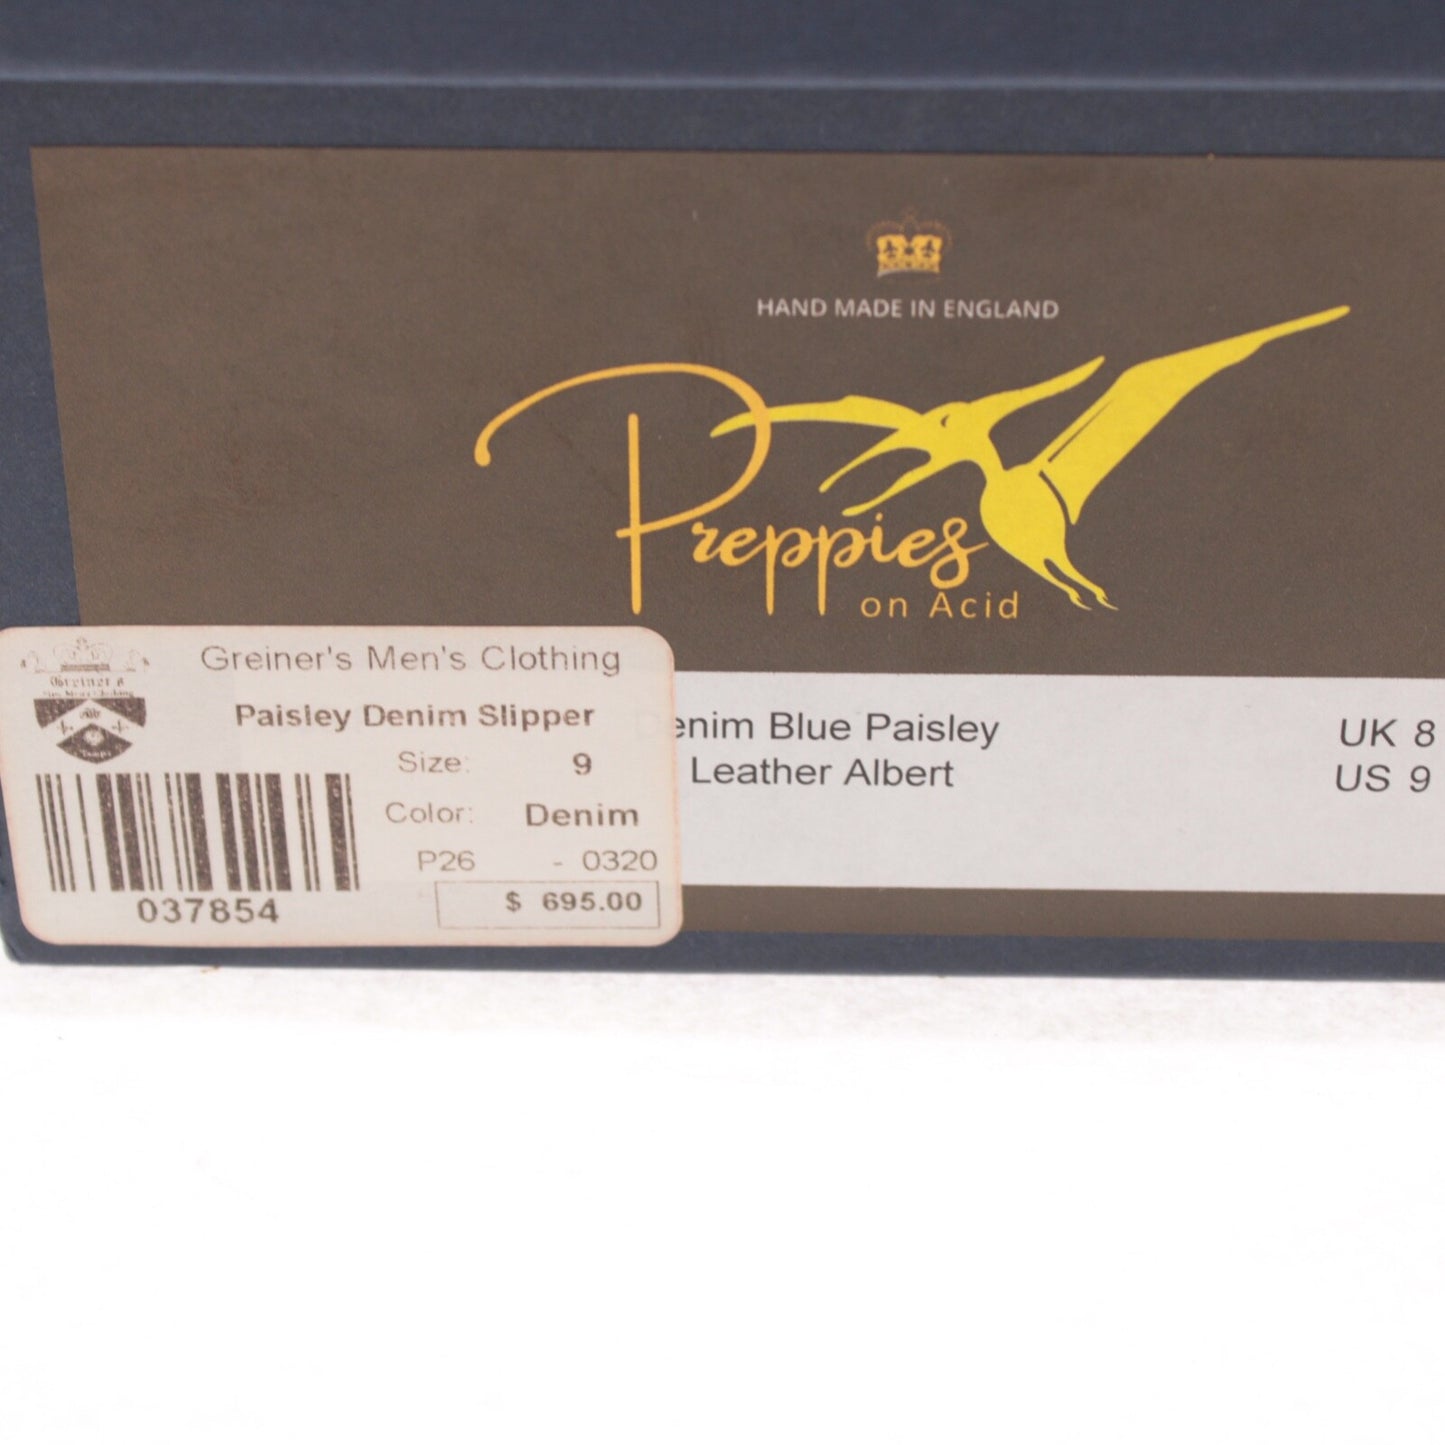 HAND MADE IN ENGLAND
Preppies
on Acid
Greiner's Men's Clothing
Greiner's
Paisley Denim Slipper
Size: 9
Color: Denim
P26 - 0320
$ 695.00
037854
enim Blue Paisley
Leather Albert
UK 8
US 9